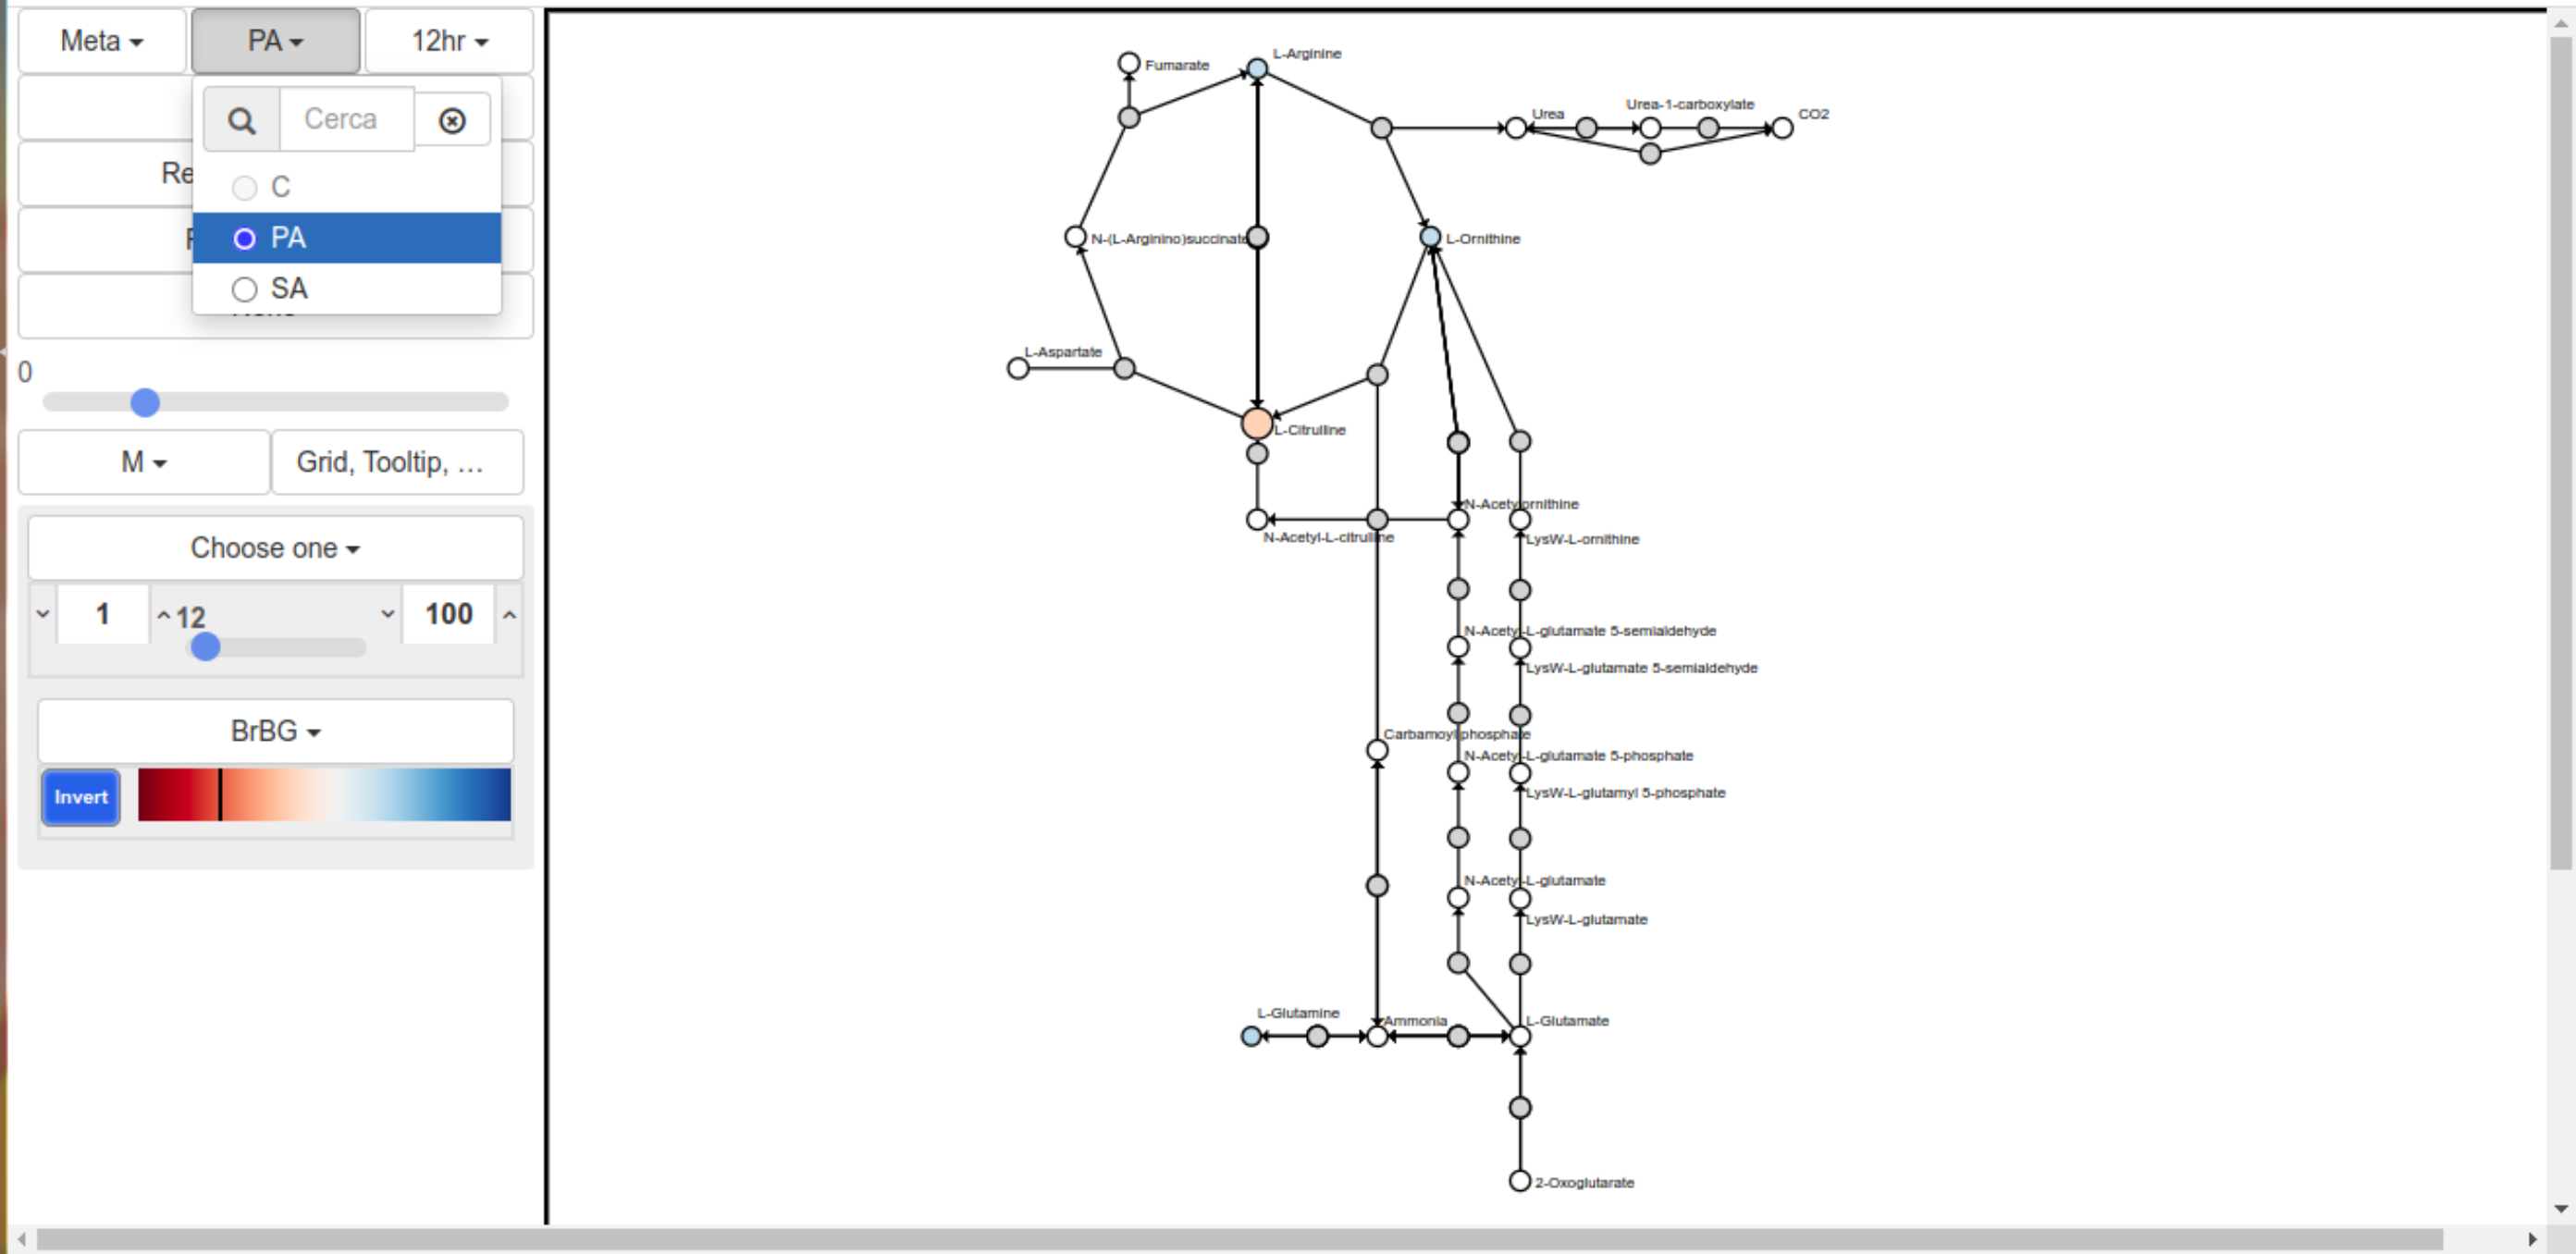 Meta
PA
12hr
Cerca
Re
C
PA
SA
0
M
Grid, Tooltip, …
Choose one
1
12
100
BrBG
Invert
L-Arginine
Fumarate
Urea-1-carboxylate
Urea
CO2
N-(L-Arginino)succinate
L-Ornithine
L-Aspartate
L-Citrulline
N-Acetylornithine
N-Acetyl-L-citrulline
LysW-L-ornithine
N-Acetyl-L-glutamate 5-semialdehyde
LysW-L-glutamate 5-semialdehyde
Carbamoyl phosphate
N-Acetyl-L-glutamate 5-phosphate
LysW-L-glutamyl 5-phosphate
N-Acetyl-L-glutamate
LysW-L-glutamate
L-Glutamine
Ammonia
L-Glutamate
2-Oxoglutarate